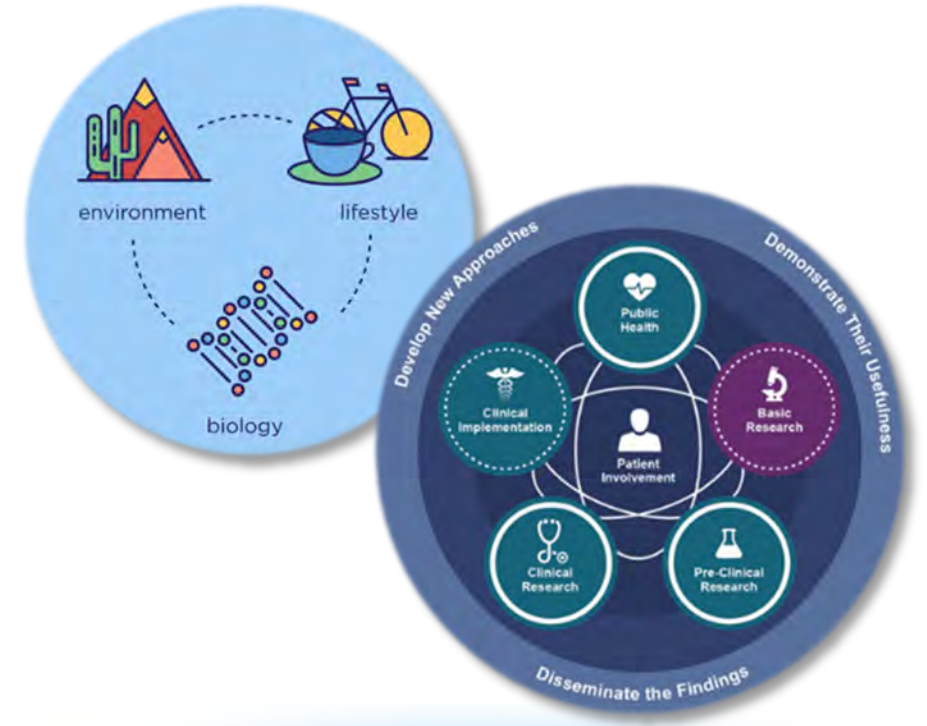 environment
lifestyle
biology
Develop New Approaches
Demonstrate Their Usefulness
Public
Health
Clinical
Implementation
Basic
Research
Patient
Involvement
Clinical
Research
Pre-Clinical
Research
Disseminate the Findings